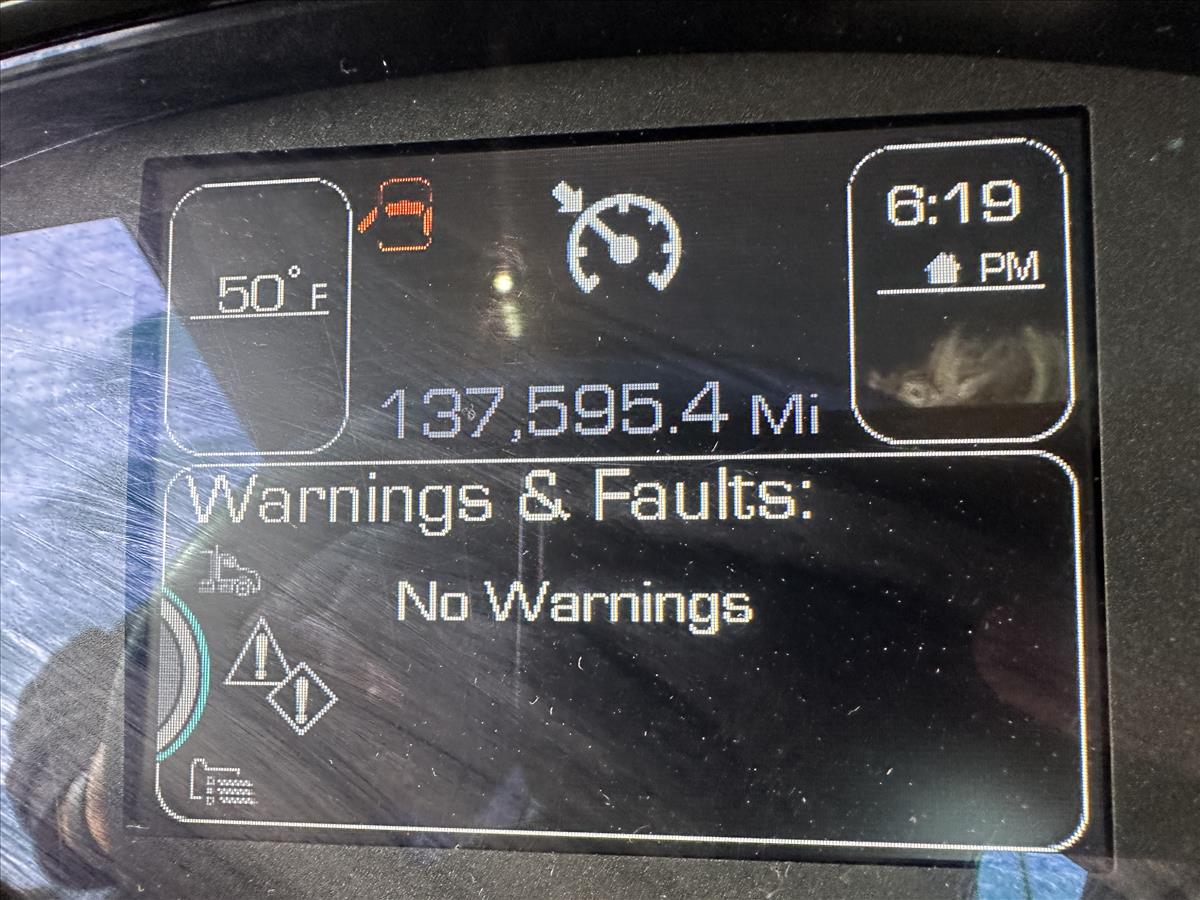 50° F
6:19
PM
137,595.4 Mi
Warnings & Faults:
No Warnings